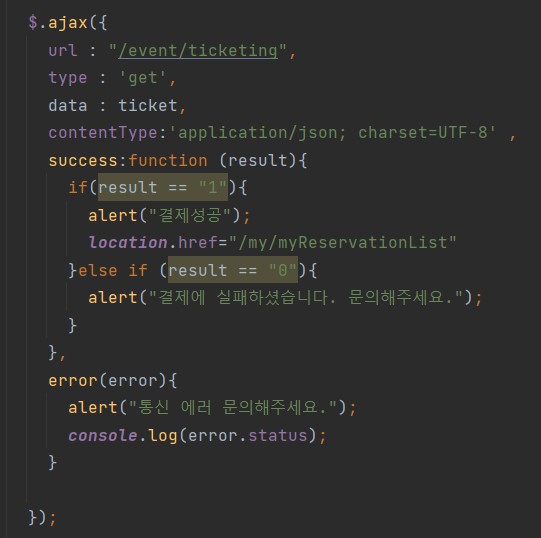 $.ajax({
url : "/event/ticketing",
type : 'get',
data : ticket,
contentType:'application/json; charset=UTF-8' ,
success:function (result){
if(result == "1"){
alert("결제성공");
location.href="/my/myReservationList"
}else if (result == "0"){
alert("결제에 실패하셨습니다. 문의해주세요.");
}
},
error(error){
alert("통신 에러 문의해주세요.");
console.log(error.status);
}
});